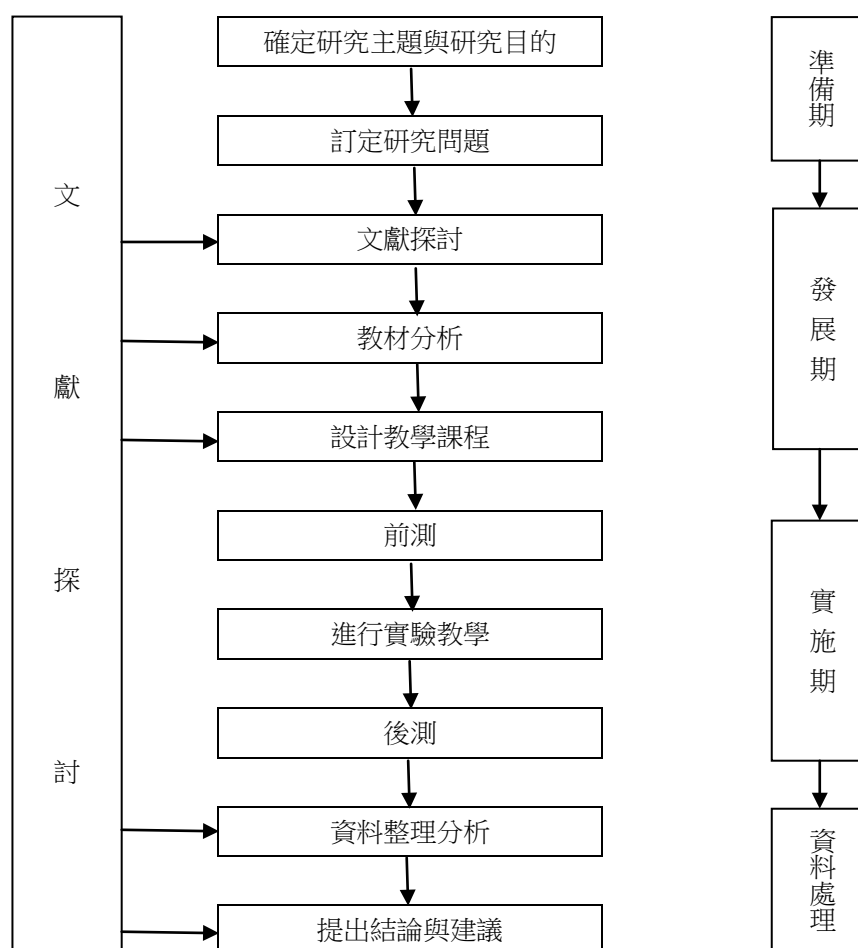 文獻探討
確定研究主題與研究目的
訂定研究問題
文獻探討
教材分析
設計教學課程
前測
進行實驗教學
後測
資料整理分析
提出結論與建議
準備期
發展期
實施期
資料處理